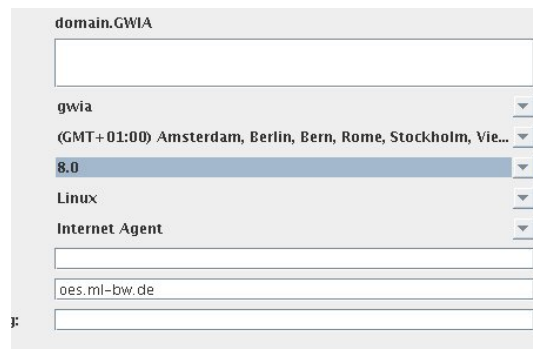 domain.GWIA
gwia
(GMT+01:00) Amsterdam, Berlin, Bern, Rome, Stockholm, Vie...
8.0
Linux
Internet Agent
oes.ml-bw.de
g: